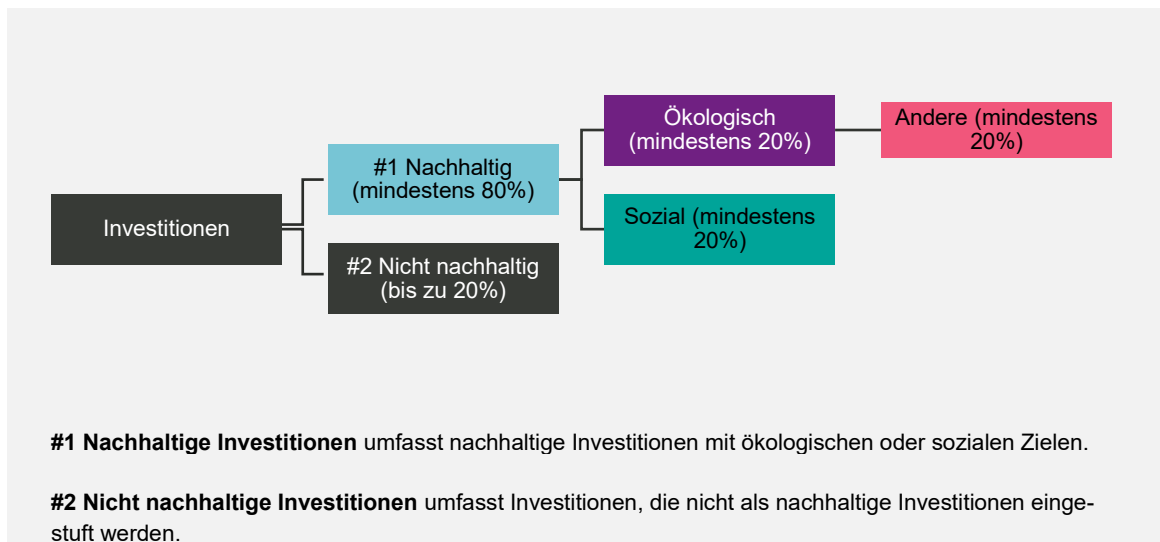 Ökologisch
(mindestens 20%)
Andere (mindestens
20%)
#1 Nachhaltig
(mindestens 80%)
Sozial (mindestens
20%)
Investitionen
#2 Nicht nachhaltig
(bis zu 20%)
#1 Nachhaltige Investitionen umfasst nachhaltige Investitionen mit ökologischen oder sozialen Zielen.
#2 Nicht nachhaltige Investitionen umfasst Investitionen, die nicht als nachhaltige Investitionen einge-
stuft werden.